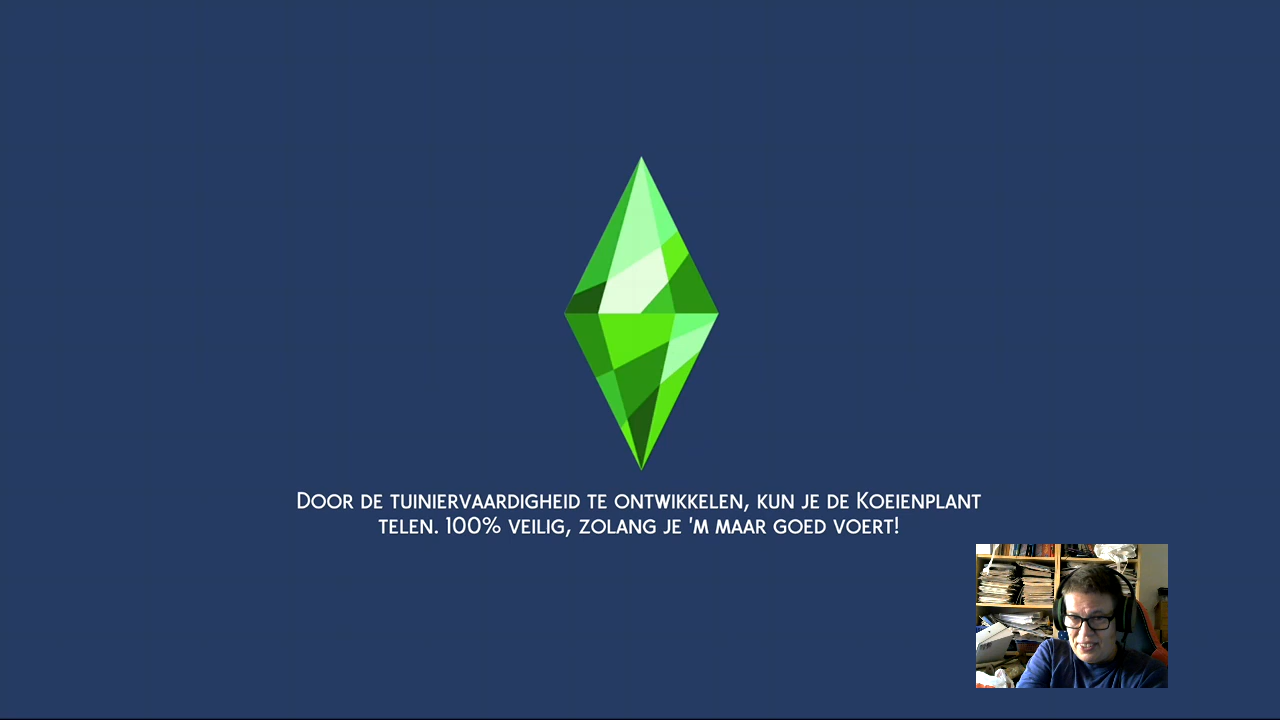 Door de tuiniervaardigheid te ontwikkelen, kun je de Koeienplant
telen. 100% veilig, zolang je 'm maar goed voert!